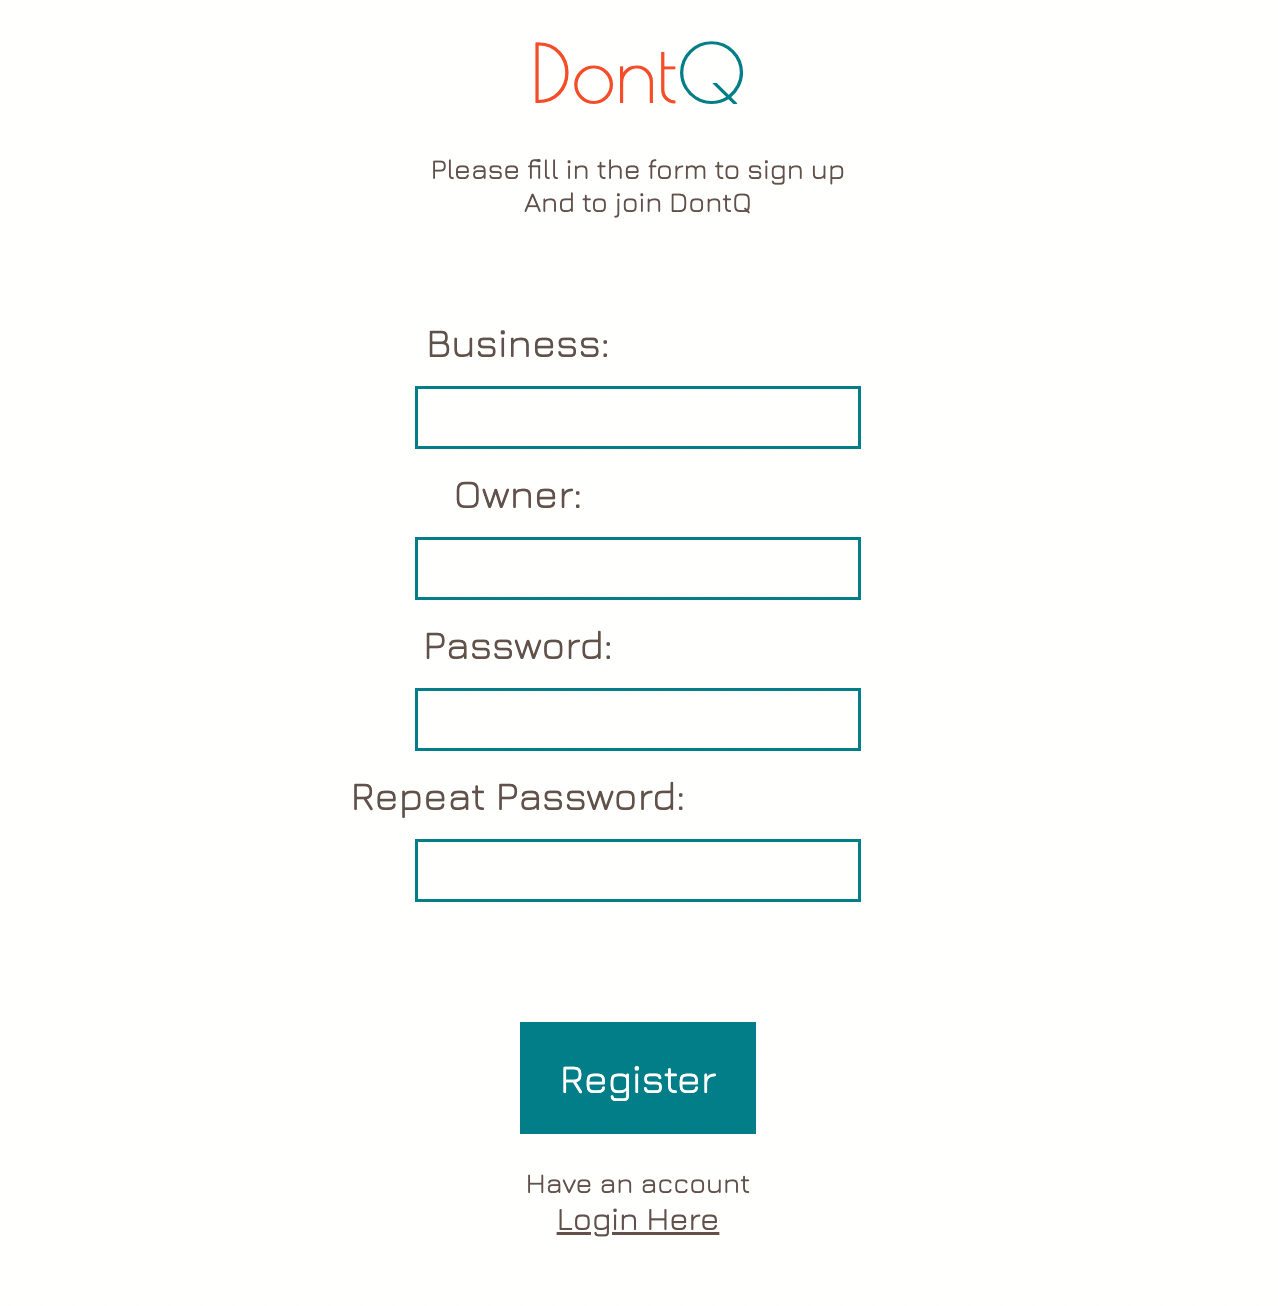 DontQ
Please fill in the form to sign up
And to join DontQ
Business:
Owner:
Password:
Repeat Password:
Register
Have an account
Login Here